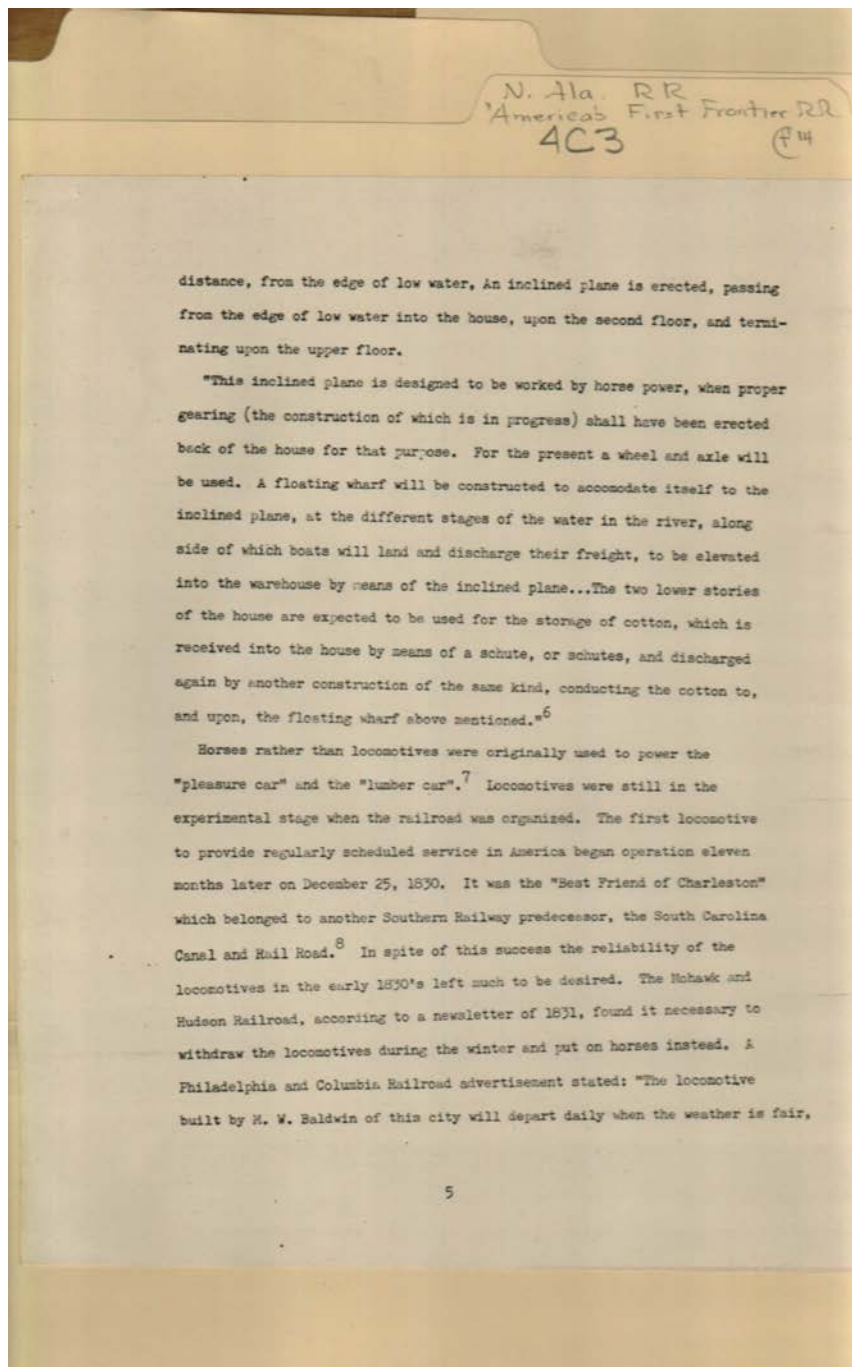 N. Ala. RR
"America's First Frontier RR
4C3
distance, from the edge of low water, An inclined plane is erected, passing
from the edge of low water into the house, upon the second floor, and termi-
nating upon the upper floor.
"This inclined plane is designed to be worked by horse power, when proper
gearing (the construction of which is in progress) shall have been erected
back of the house for that purpose. For the present a wheel and axle will
be used. A floating wharf will be constructed to accomodate itself to the
inclined plane, at the different stages of the water in the river, along
side of which boats will land and discharge their freight, to be elevated
into the warehouse by means of the inclined plane...The two lower stories
of the house are expected to be used for the storage of cotton, which is
received into the house by means of a schute, or schutes, and discharged
again by another construction of the same kind, conducting the cotton to,
and upon, the floating wharf above mentioned."6
Horses rather than locomotives were originally used to power the
"pleasure car" and the "lumber car".7 Locomotives were still in the
experimental stage when the railroad was organized. The first locomotive
to provide regularly scheduled service in America began operation eleven
months later on December 25, 1830. It was the "Best Friend of Charleston"
which belonged to another Southern Railway predecessor, the South Carolina
Canal and Rail Road.8 In spite of this success the reliability of the
locomotives in the early 1830's left much to be desired. The Mohawk and
Hudson Railroad, according to a newsletter of 1831, found it necessary to
withdraw the locomotives during the winter and put on horses instead. A
Philadelphia and Columbia Railroad advertisement stated: "The locomotive
built by M. W. Baldwin of this city will depart daily when the weather is fair,
5